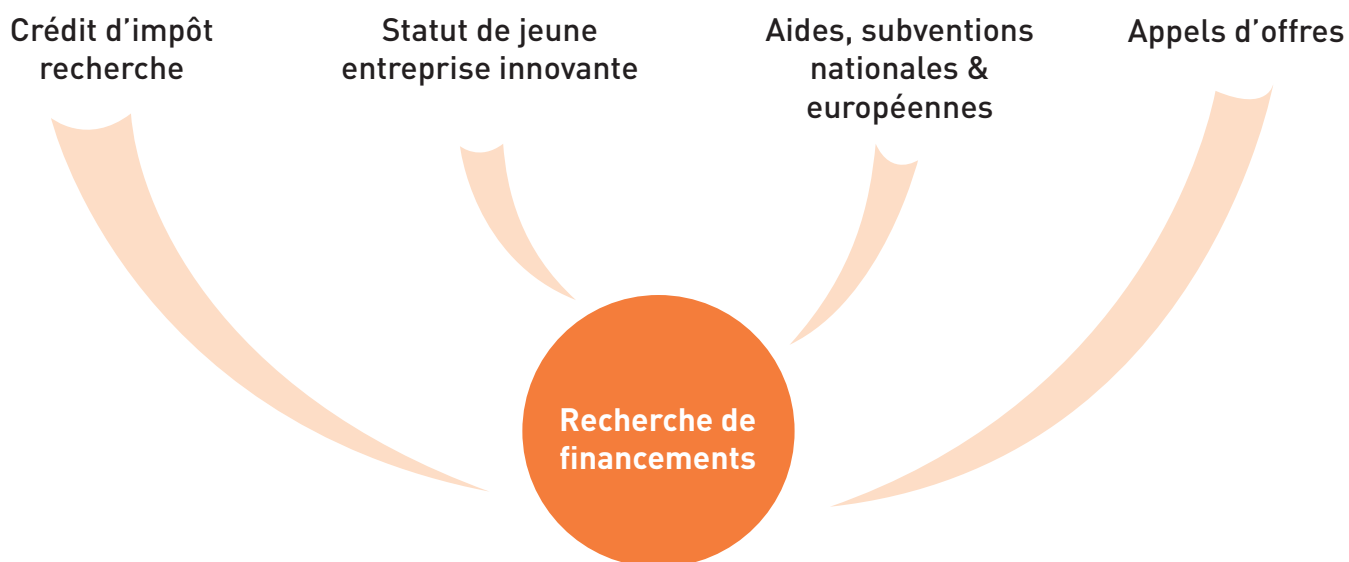 Crédit d’impôt
recherche
Statut de jeune
entreprise innovante
Aides, subventions
nationales &
européennes
Appels d’offres
Recherche de
financements